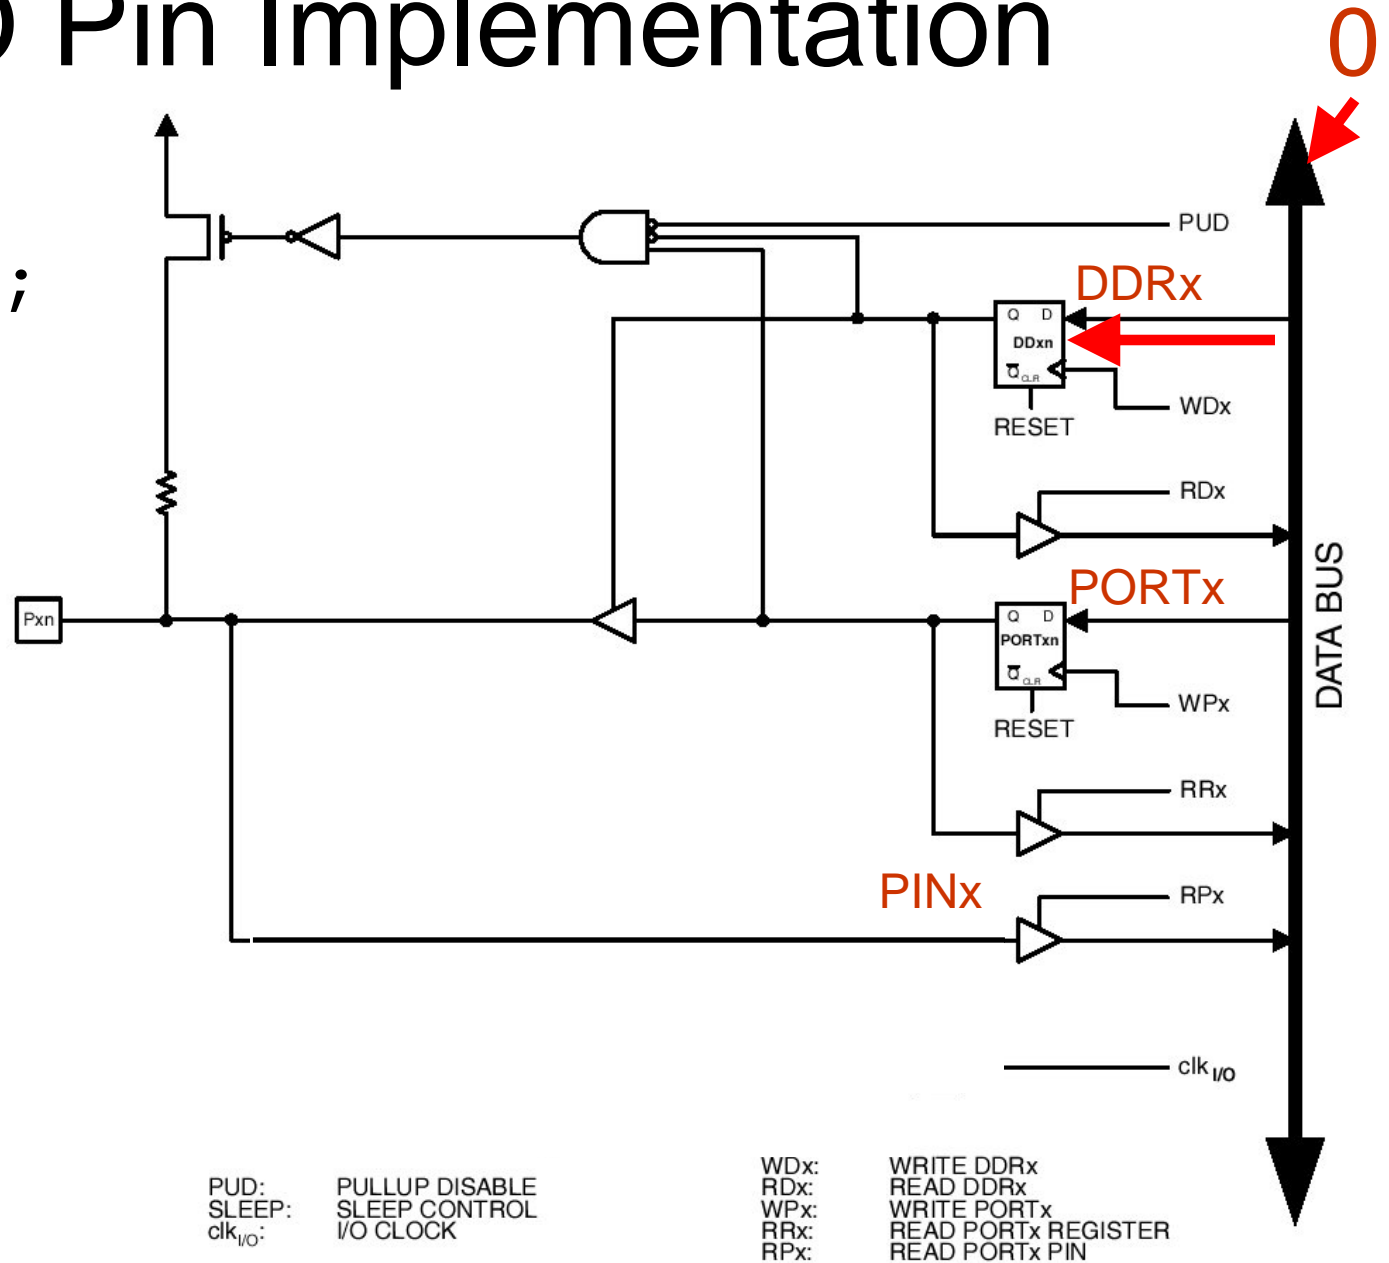 Pin Implementation
0
PUD
;
DDRx
Q D
DDxn
Q CLR
WDx
RESET
RDx
PORTx
Pxn
Q D
PORTxn
Q CLR
WPx
RESET
DATA BUS
RRx
PINx
RPx
clk I/O
PUD: PULLUP DISABLE
SLEEP: SLEEP CONTROL
clk I/O: I/O CLOCK
WDx: WRITE DDRx
RDx: READ DDRx
WPx: WRITE PORTx
RRx: READ PORTx REGISTER
RPx: READ PORTx PIN